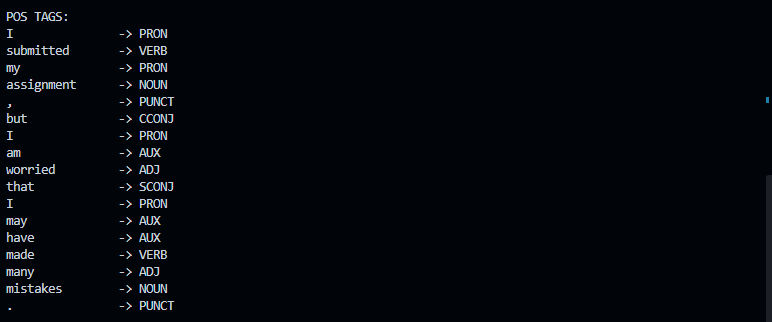 POS TAGS:
I -> PRON
submitted -> VERB
my -> PRON
assignment -> NOUN
, -> PUNCT
but -> CCONJ
I -> PRON
am -> AUX
worried -> ADJ
that -> SCONJ
I -> PRON
may -> AUX
have -> AUX
made -> VERB
many -> ADJ
mistakes -> NOUN
. -> PUNCT